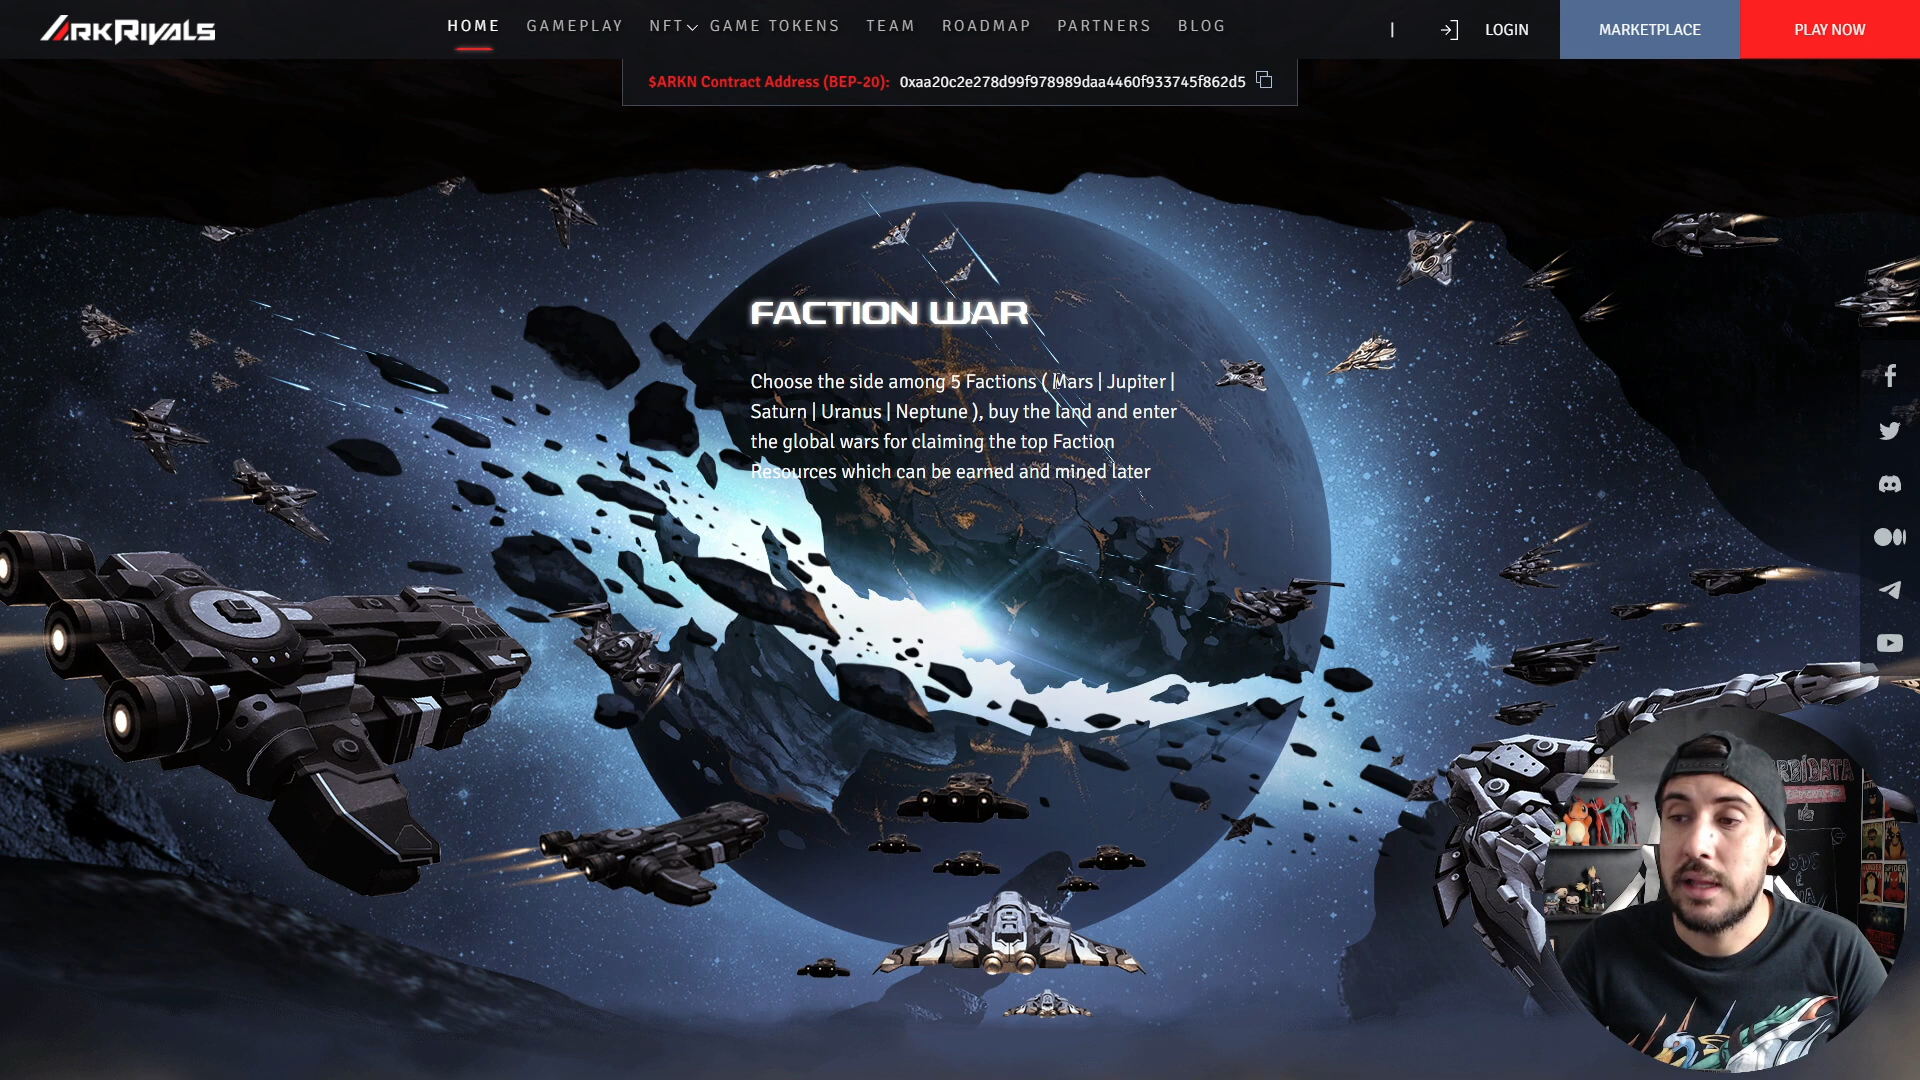 ARKRIVALS
HOME GAMEPLAY NFT GAME TOKENS TEAM ROADMAP PARTNERS BLOG
| LOGIN MARKETPLACE PLAY NOW
$ARKN Contract Address (BEP-20): 0xaa20c2e278d99f978989daa4460f933745f862d5
FACTION WAR
Choose the side among 5 Factions ( Mars | Jupiter |
Saturn | Uranus | Neptune ), buy the land and enter
the global wars for claiming the top Faction
Resources which can be earned and mined later